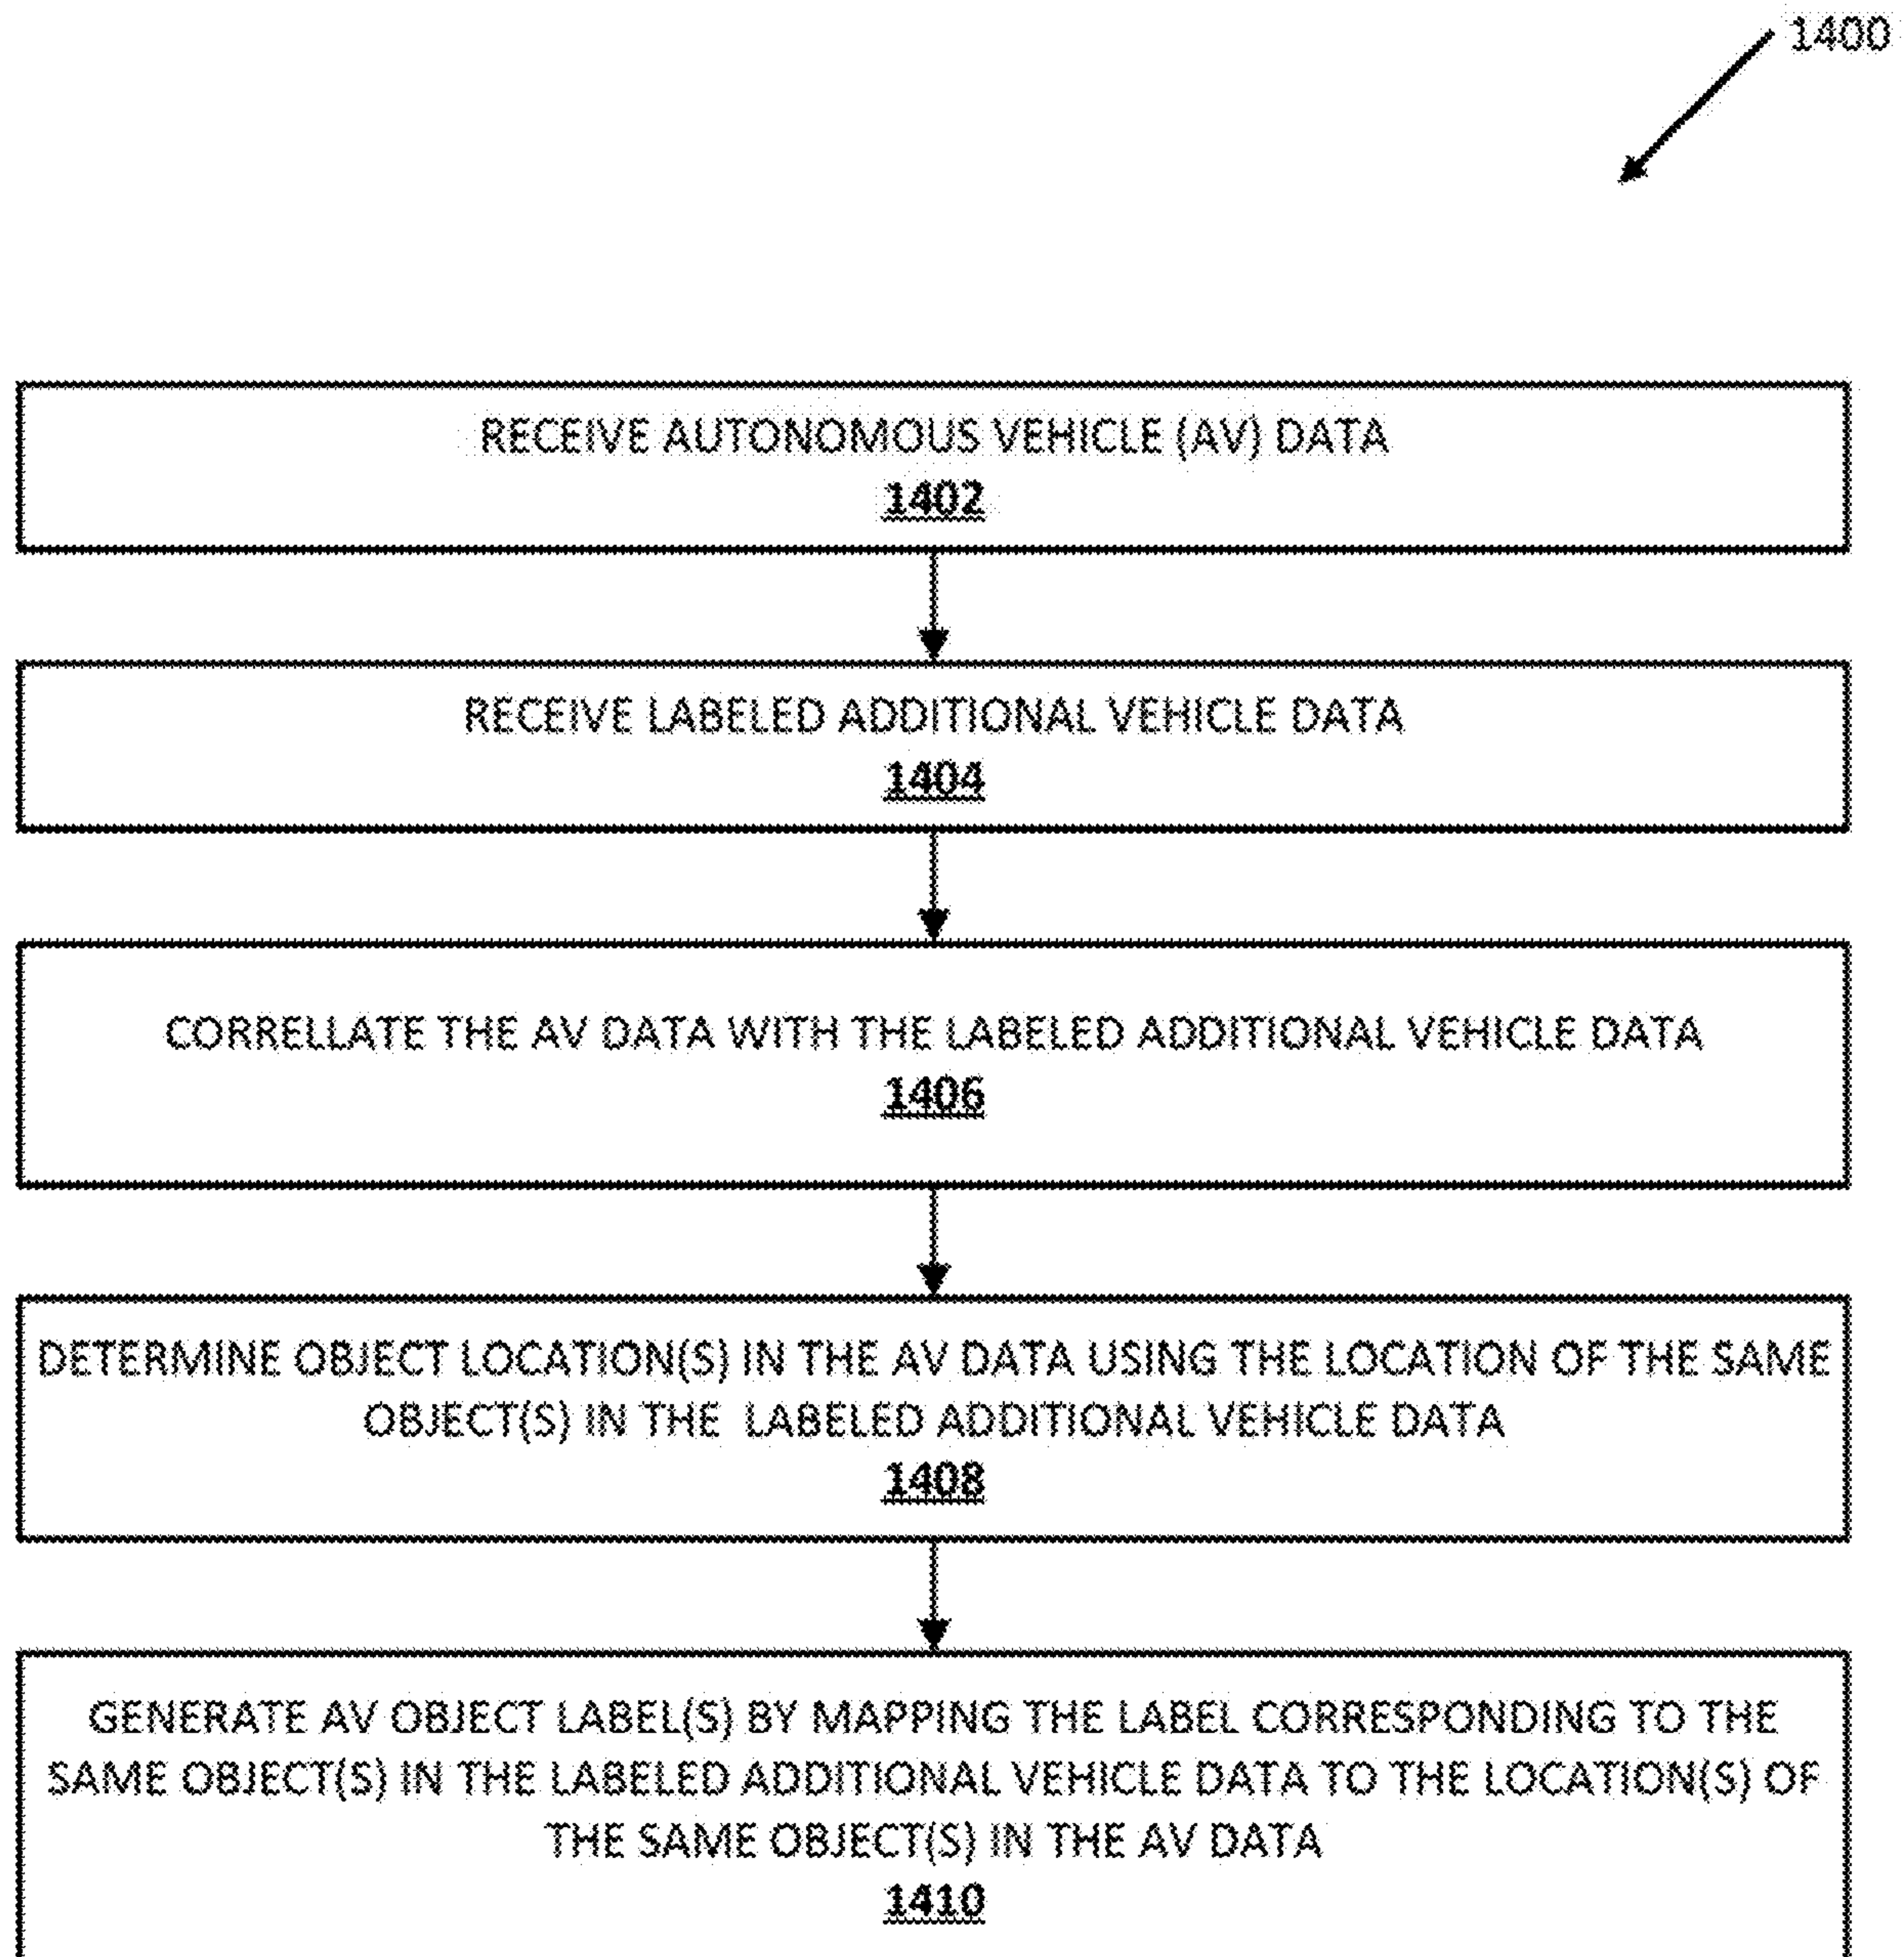 1400
RECEIVE AUTONOMOUS VEHICLE (AV) DATA
1402
RECEIVE LABELED ADDITIONAL VEHICLE DATA
1404
CORRELLATE THE AV DATA WITH THE LABELED ADDITIONAL VEHICLE DATA
1406
DETERMINE OBJECT LOCATION(S) IN THE AV DATA USING THE LOCATION OF THE SAME
OBJECT(S) IN THE LABELED ADDITIONAL VEHICLE DATA
1408
GENERATE AV OBJECT LABEL(S) BY MAPPING THE LABEL CORRESPONDING TO THE
SAME OBJECT(S) IN THE LABELED ADDITIONAL VEHICLE DATA TO THE LOCATION(S) OF
THE SAME OBJECT(S) IN THE AV DATA
1410